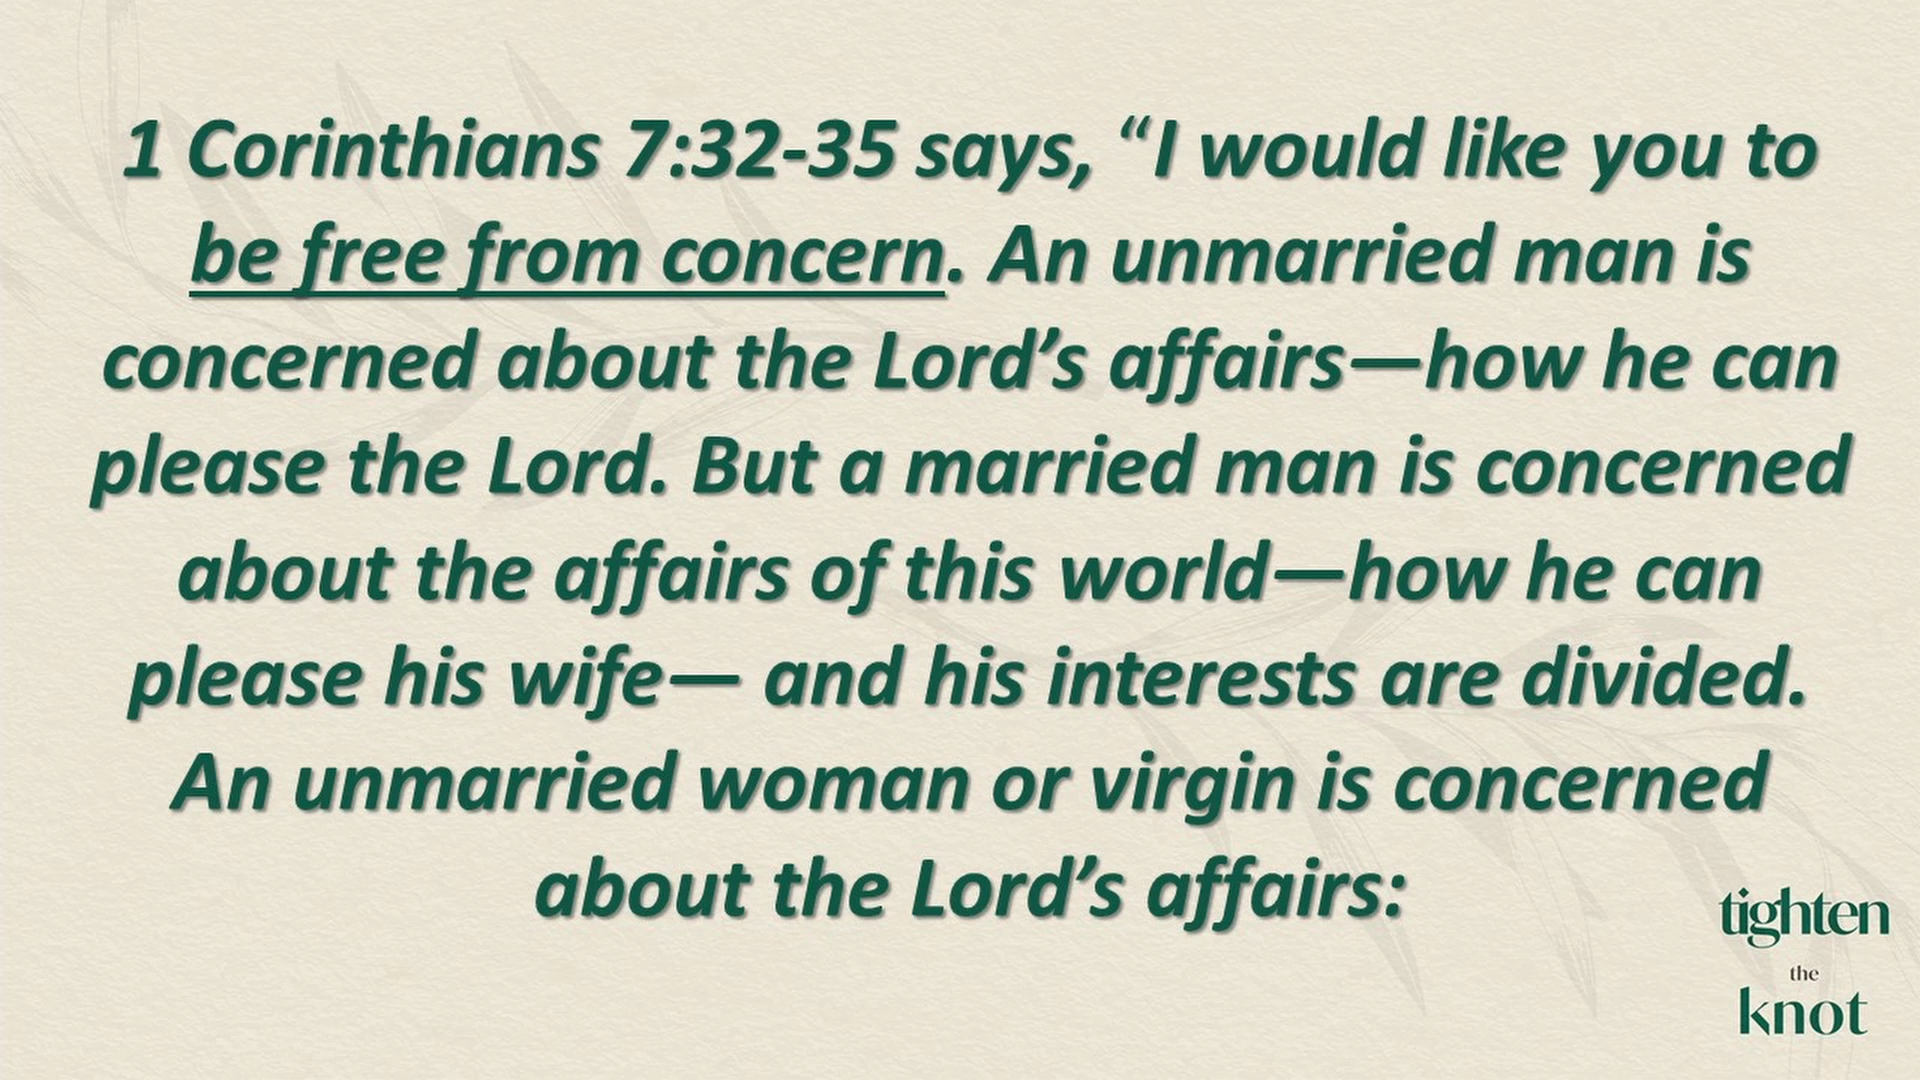 1 Corinthians 7:32-35 says, “I would like you to
be free from concern. An unmarried man is
concerned about the Lord’s affairs—how he can
please the Lord. But a married man is concerned
about the affairs of this world—how he can
please his wife— and his interests are divided.
An unmarried woman or virgin is concerned
about the Lord’s affairs:
tighten
the
knot